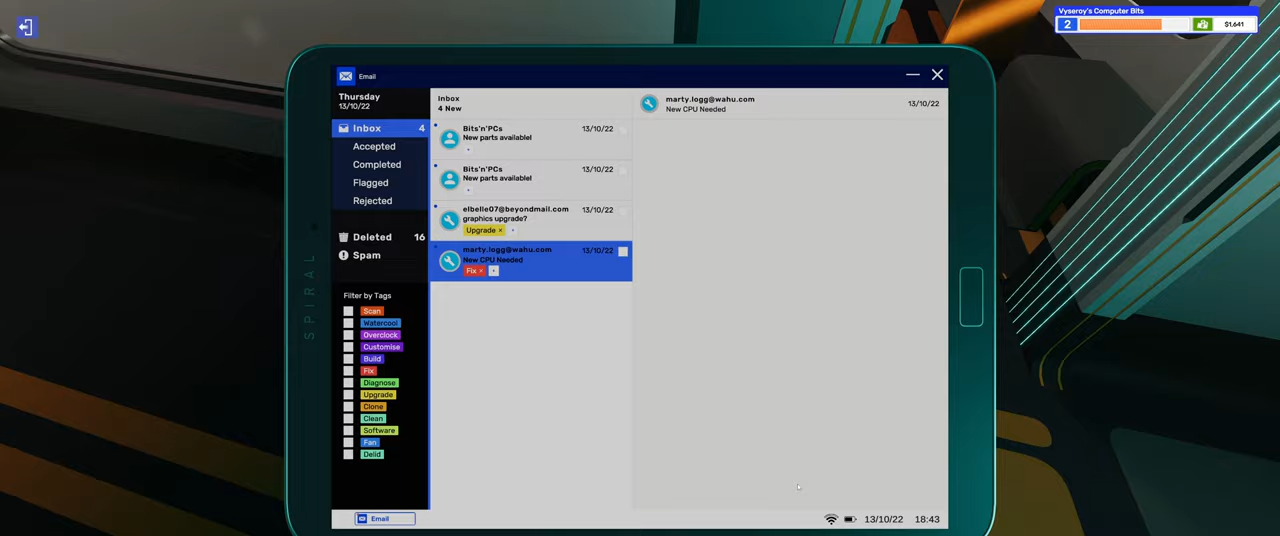 Vyseroy's Computer Bits
2
$1,641
Email
Thursday
13/10/22
Inbox 4
Accepted
Completed
Flagged
Rejected
Deleted 16
Spam
Filter by Tags
Scan
Watercool
Overclock
Customise
Build
Fix
Diagnose
Upgrade
Clone
Clean
Software
Fan
Delid
Inbox
4 New
Bits'n'PCs 13/10/22
New parts available!
Bits'n'PCs 13/10/22
New parts available!
elbelle07@beyondmail.com 13/10/22
graphics upgrade?
Upgrade ×
marty.logg@wahu.com 13/10/22
New CPU Needed
Fix ×
marty.logg@wahu.com 13/10/22
New CPU Needed
SPIRAL
Email
13/10/22 18:43